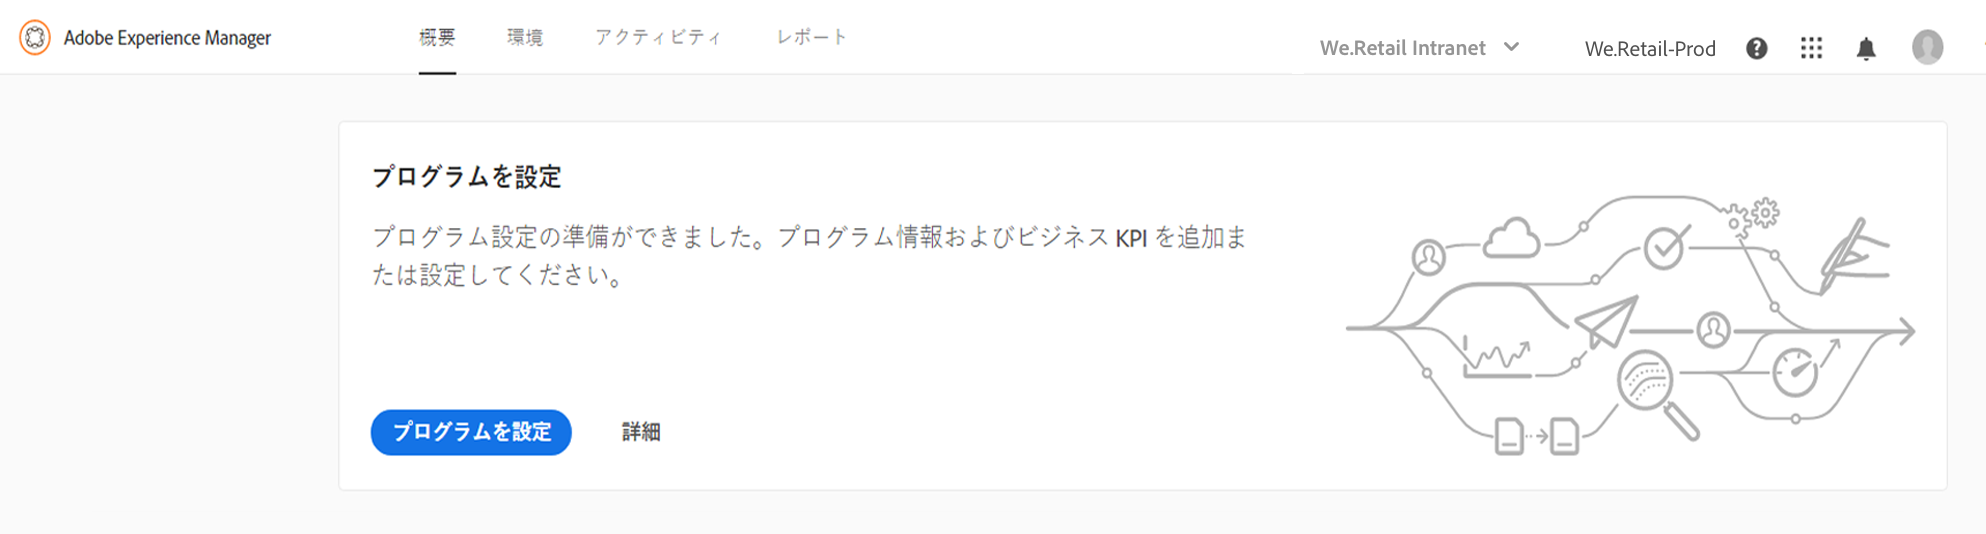 Adobe Experience Manager
概要
環境
アクティビティ
レポート
We.Retail Intranet
We.Retail-Prod
プログラムを設定
プログラム設定の準備ができました。プログラム情報およびビジネス KPI を追加ま
たは設定してください。
プログラムを設定
詳細